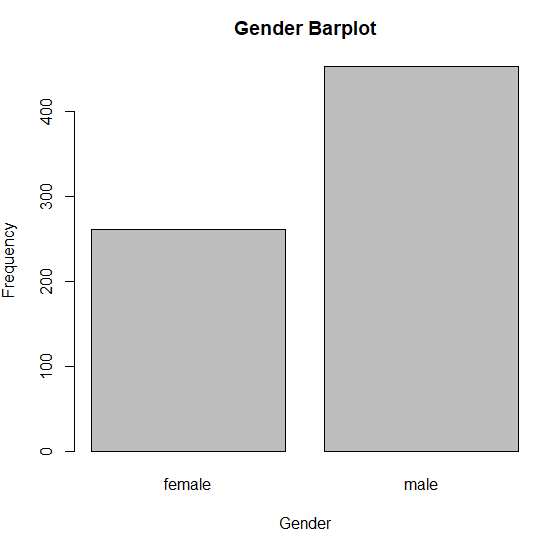 Gender Barplot
400
300
200
100
0
Frequency
female male
Gender